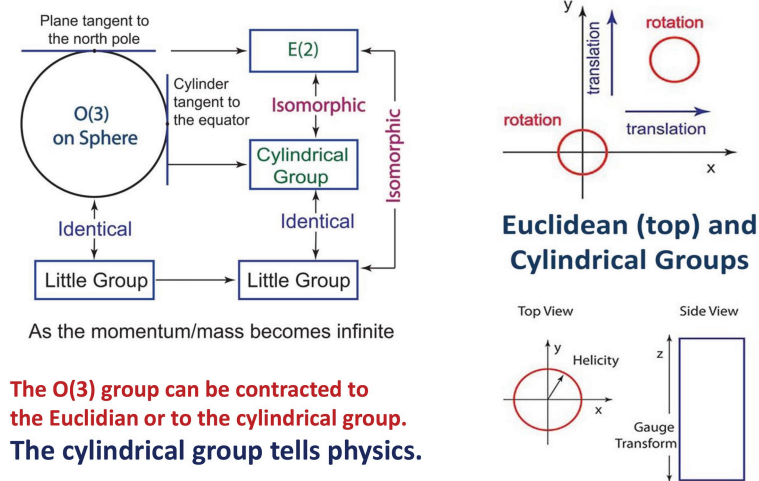 Plane tangent to
the north pole
E(2)
Cylinder
tangent to
the equator
O(3)
on Sphere
Isomorphic
Isomorphic
Cylindrical
Group
Identical
Identical
Little Group
Little Group
As the momentum/mass becomes infinite
The O(3) group can be contracted to
the Euclidian or to the cylindrical group.
The cylindrical group tells physics.
y
rotation
translation
rotation
translation
x
Euclidean (top) and
Cylindrical Groups
Top View
Side View
y
Helicity
x
z
Gauge
Transform